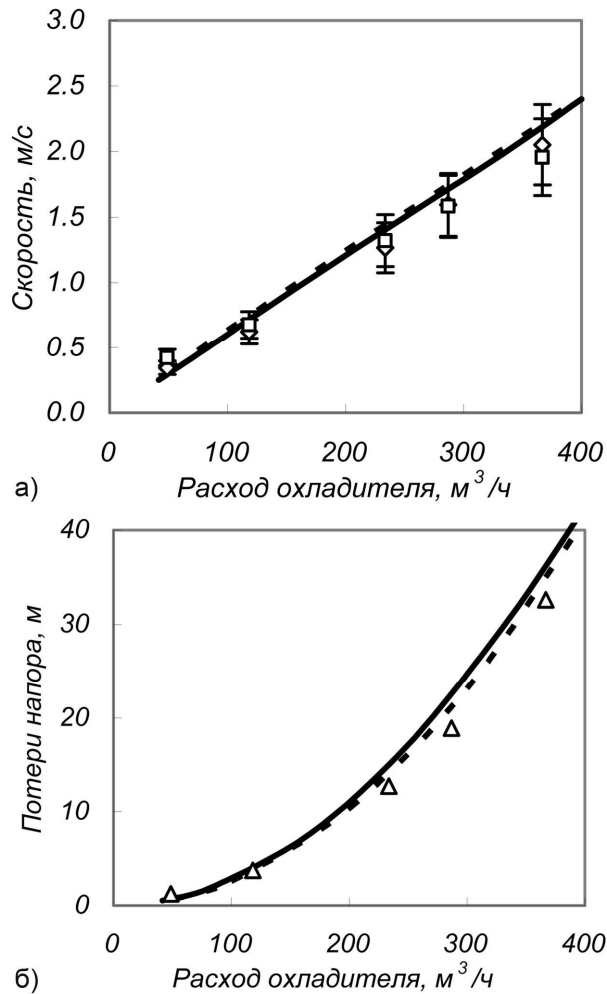 3.0
2.5
2.0
1.5
1.0
0.5
0.0
Скорость, м/с
0 100 200 300 400
а) Расход охладителя, м³/ч
40
30
20
10
0
Потери напора, м
0 100 200 300 400
б) Расход охладителя, м³/ч